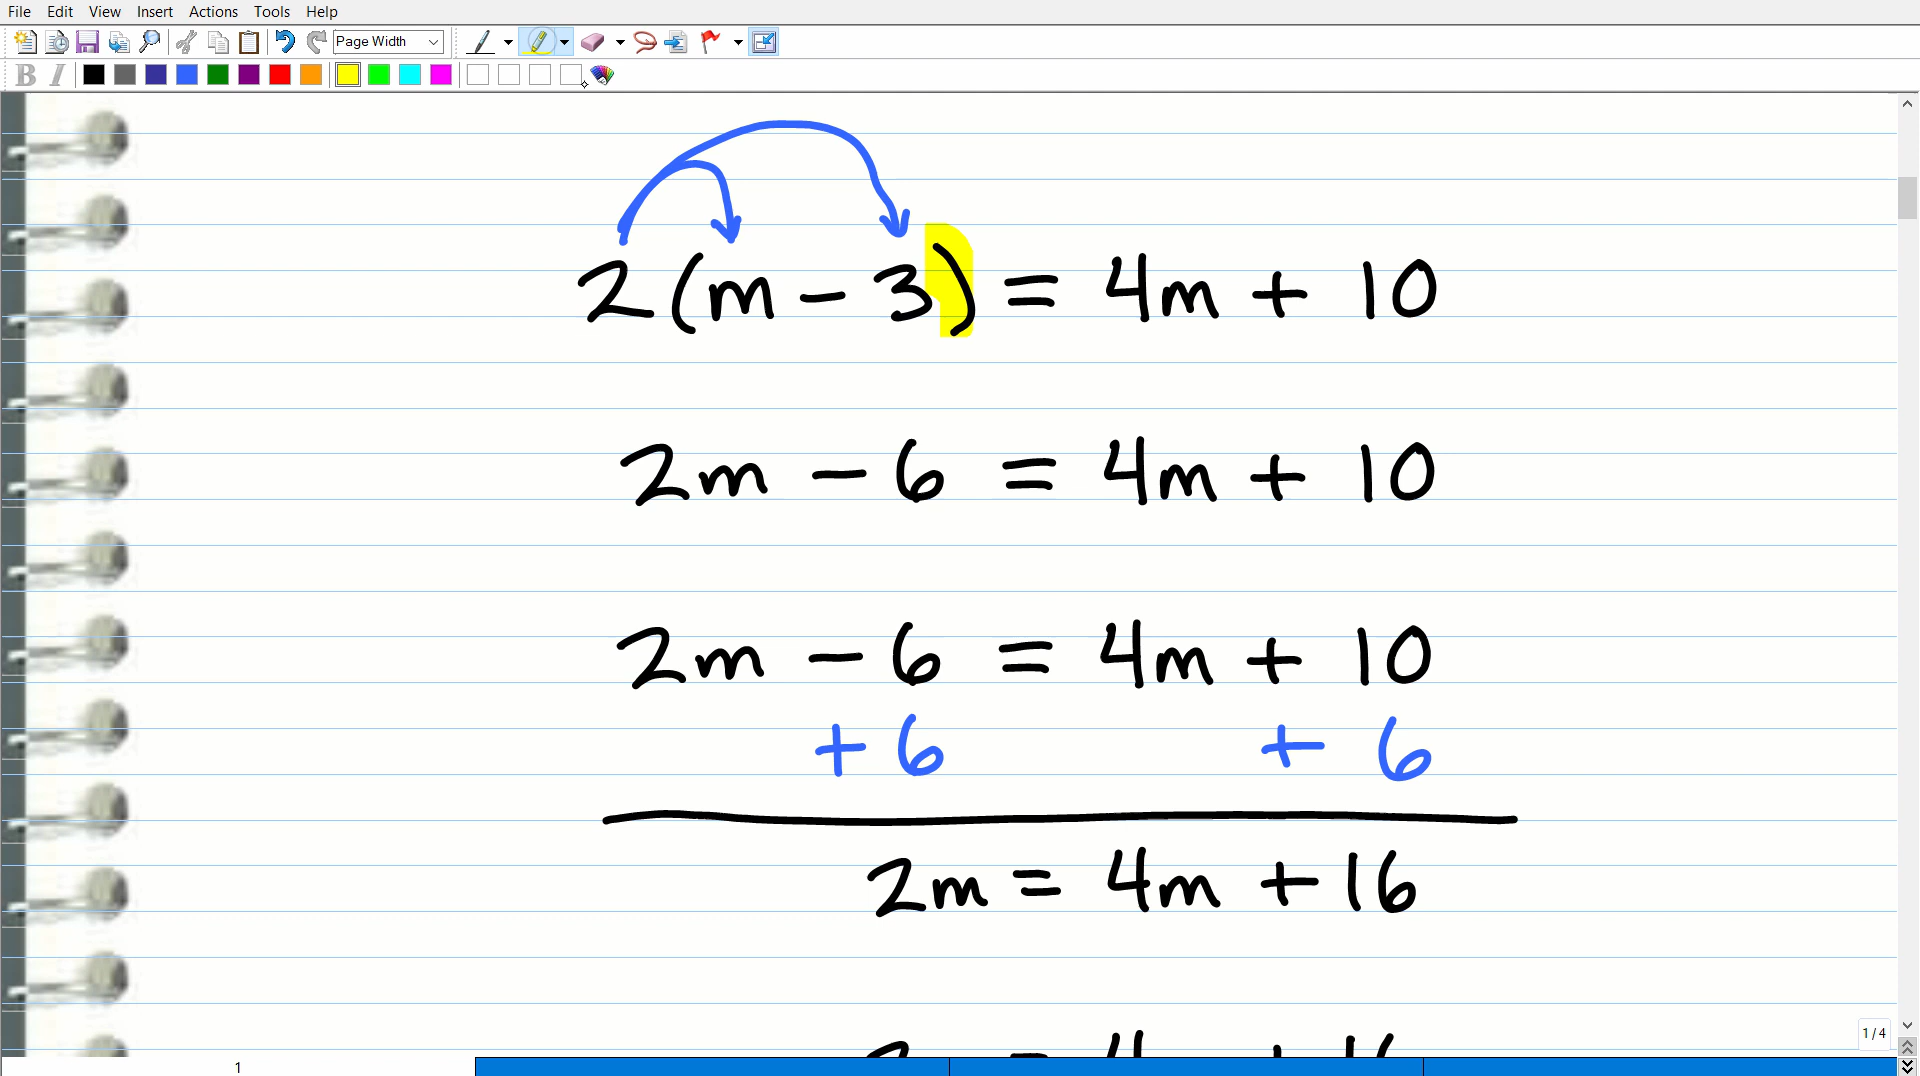 File Edit View Insert Actions Tools Help
Page Width
B I
2(m - 3) = 4m + 10
2m - 6 = 4m + 10
2m - 6 = 4m + 10
+ 6 + 6
2m = 4m + 16
1 / 4
1